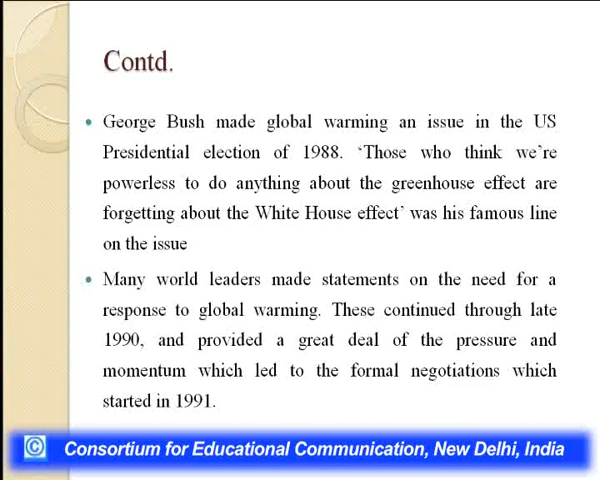 Contd.
George Bush made global warming an issue in the US
Presidential election of 1988. ‘Those who think we’re
powerless to do anything about the greenhouse effect are
forgetting about the White House effect’ was his famous line
on the issue
Many world leaders made statements on the need for a
response to global warming. These continued through late
1990, and provided a great deal of the pressure and
momentum which led to the formal negotiations which
started in 1991.
© Consortium for Educational Communication, New Delhi, India